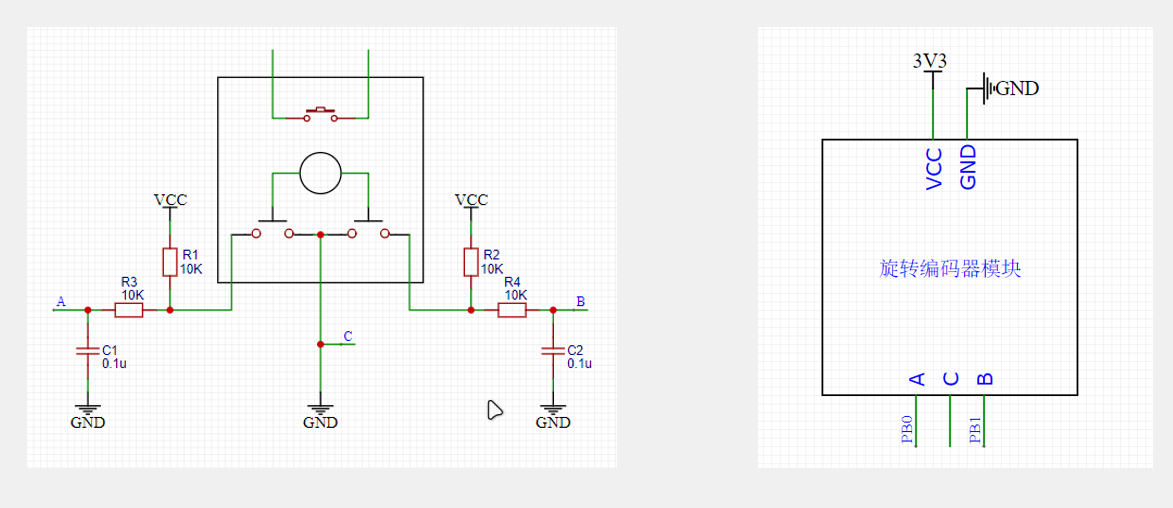 VCC
R1
10K
R3
10K
A
C1
0.1u
GND
C
GND
VCC
R2
10K
R4
10K
B
C2
0.1u
GND
3V3
GND
VCC
GND
旋转编码器模块
A
C
B
PB0
PB1